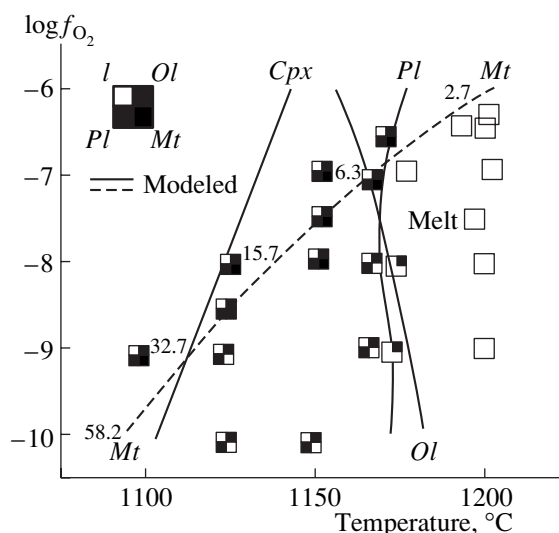 log fO2
l Ol
Pl Mt
Cpx Pl Mt
−6
2.7
Modeled
−7
6.3
Melt
−8
15.7
−9
32.7
58.2
−10
Mt Ol
1100 1150 1200
Temperature, °C